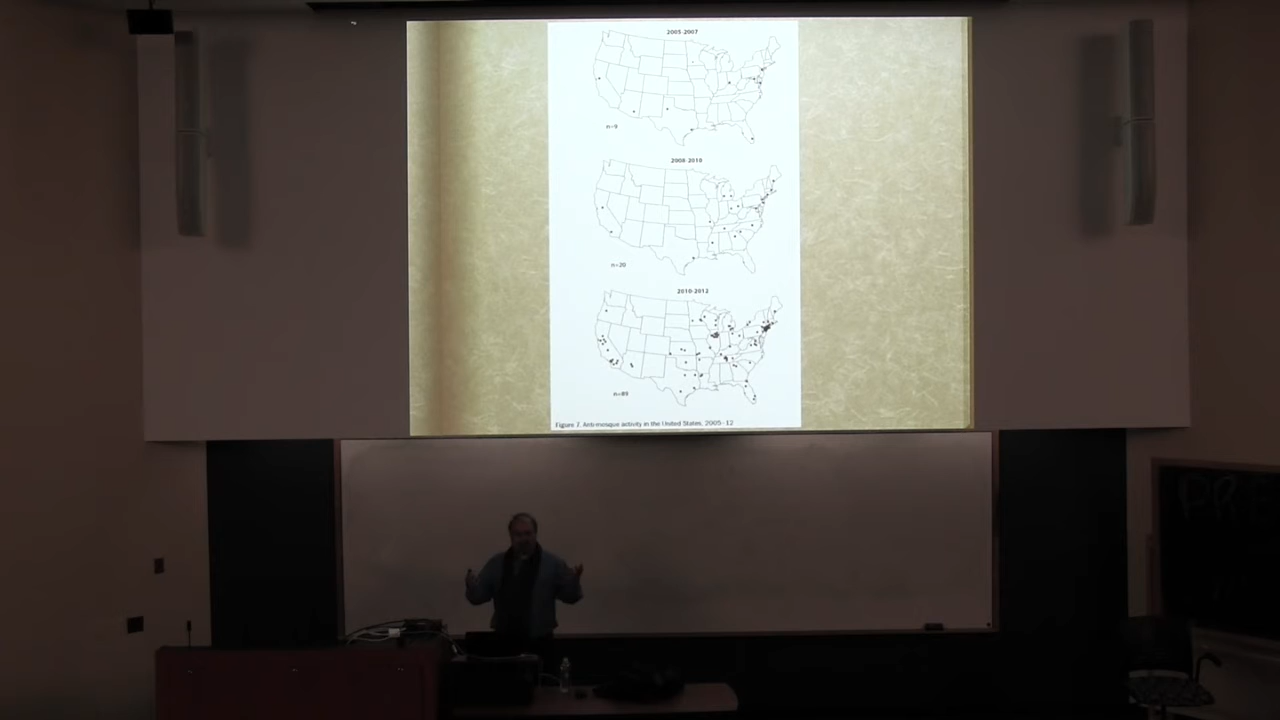 2005-2007
n=9
2008-2010
n=20
2010-2012
n=89
Figure 7. Anti-mosque activity in the United States, 2005–12